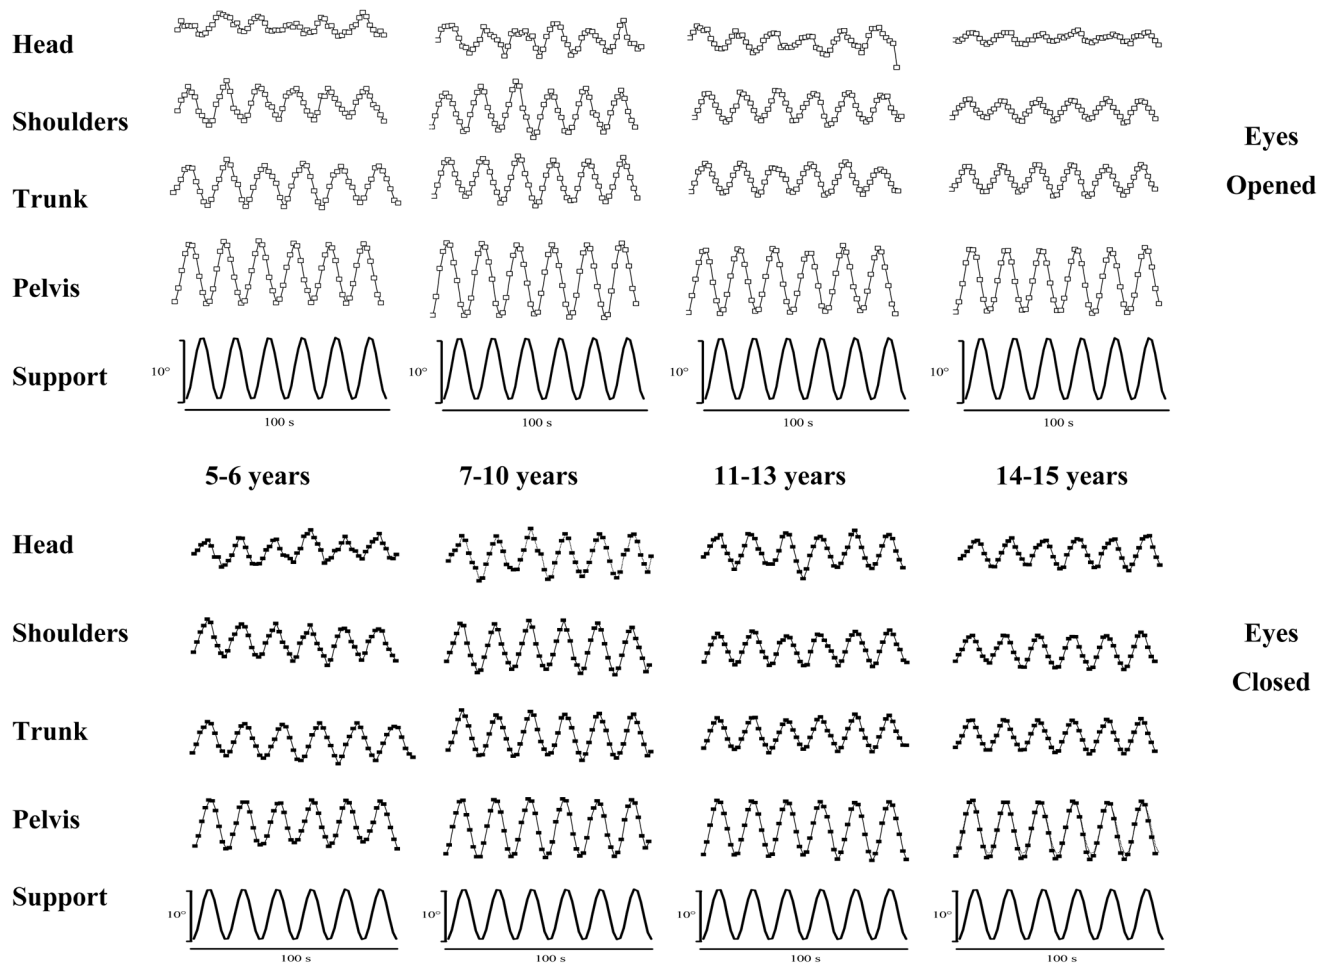 Head
Shoulders
Eyes
Opened
Trunk
Pelvis
Support
10° 10° 10° 10°
100 s 100 s 100 s 100 s
5-6 years 7-10 years 11-13 years 14-15 years
Head
Shoulders
Eyes
Closed
Trunk
Pelvis
Support
10° 10° 10° 10°
100 s 100 s 100 s 100 s